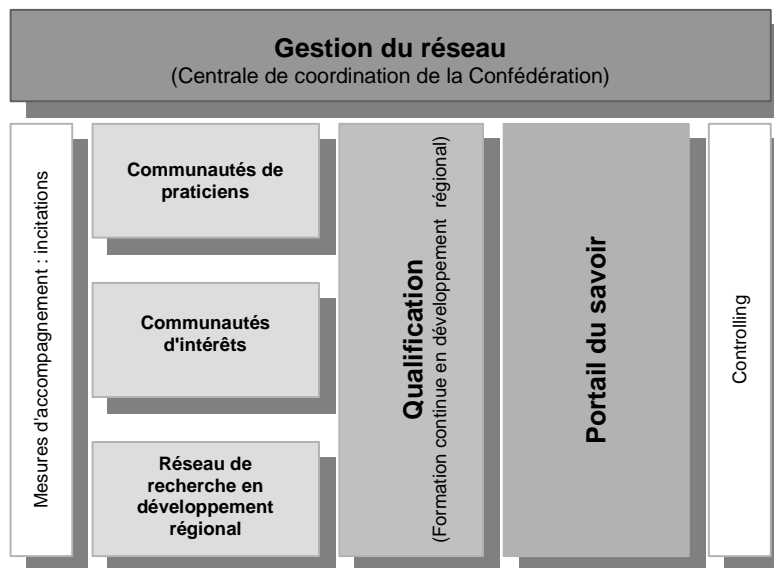 Gestion du réseau
(Centrale de coordination de la Confédération)
Mesures d'accompagnement : incitations
Communautés de
praticiens
Communautés
d'intérêts
Réseau de
recherche en
développement
régional
Qualification
(Formation continue en développement régional)
Portail du savoir
Controlling